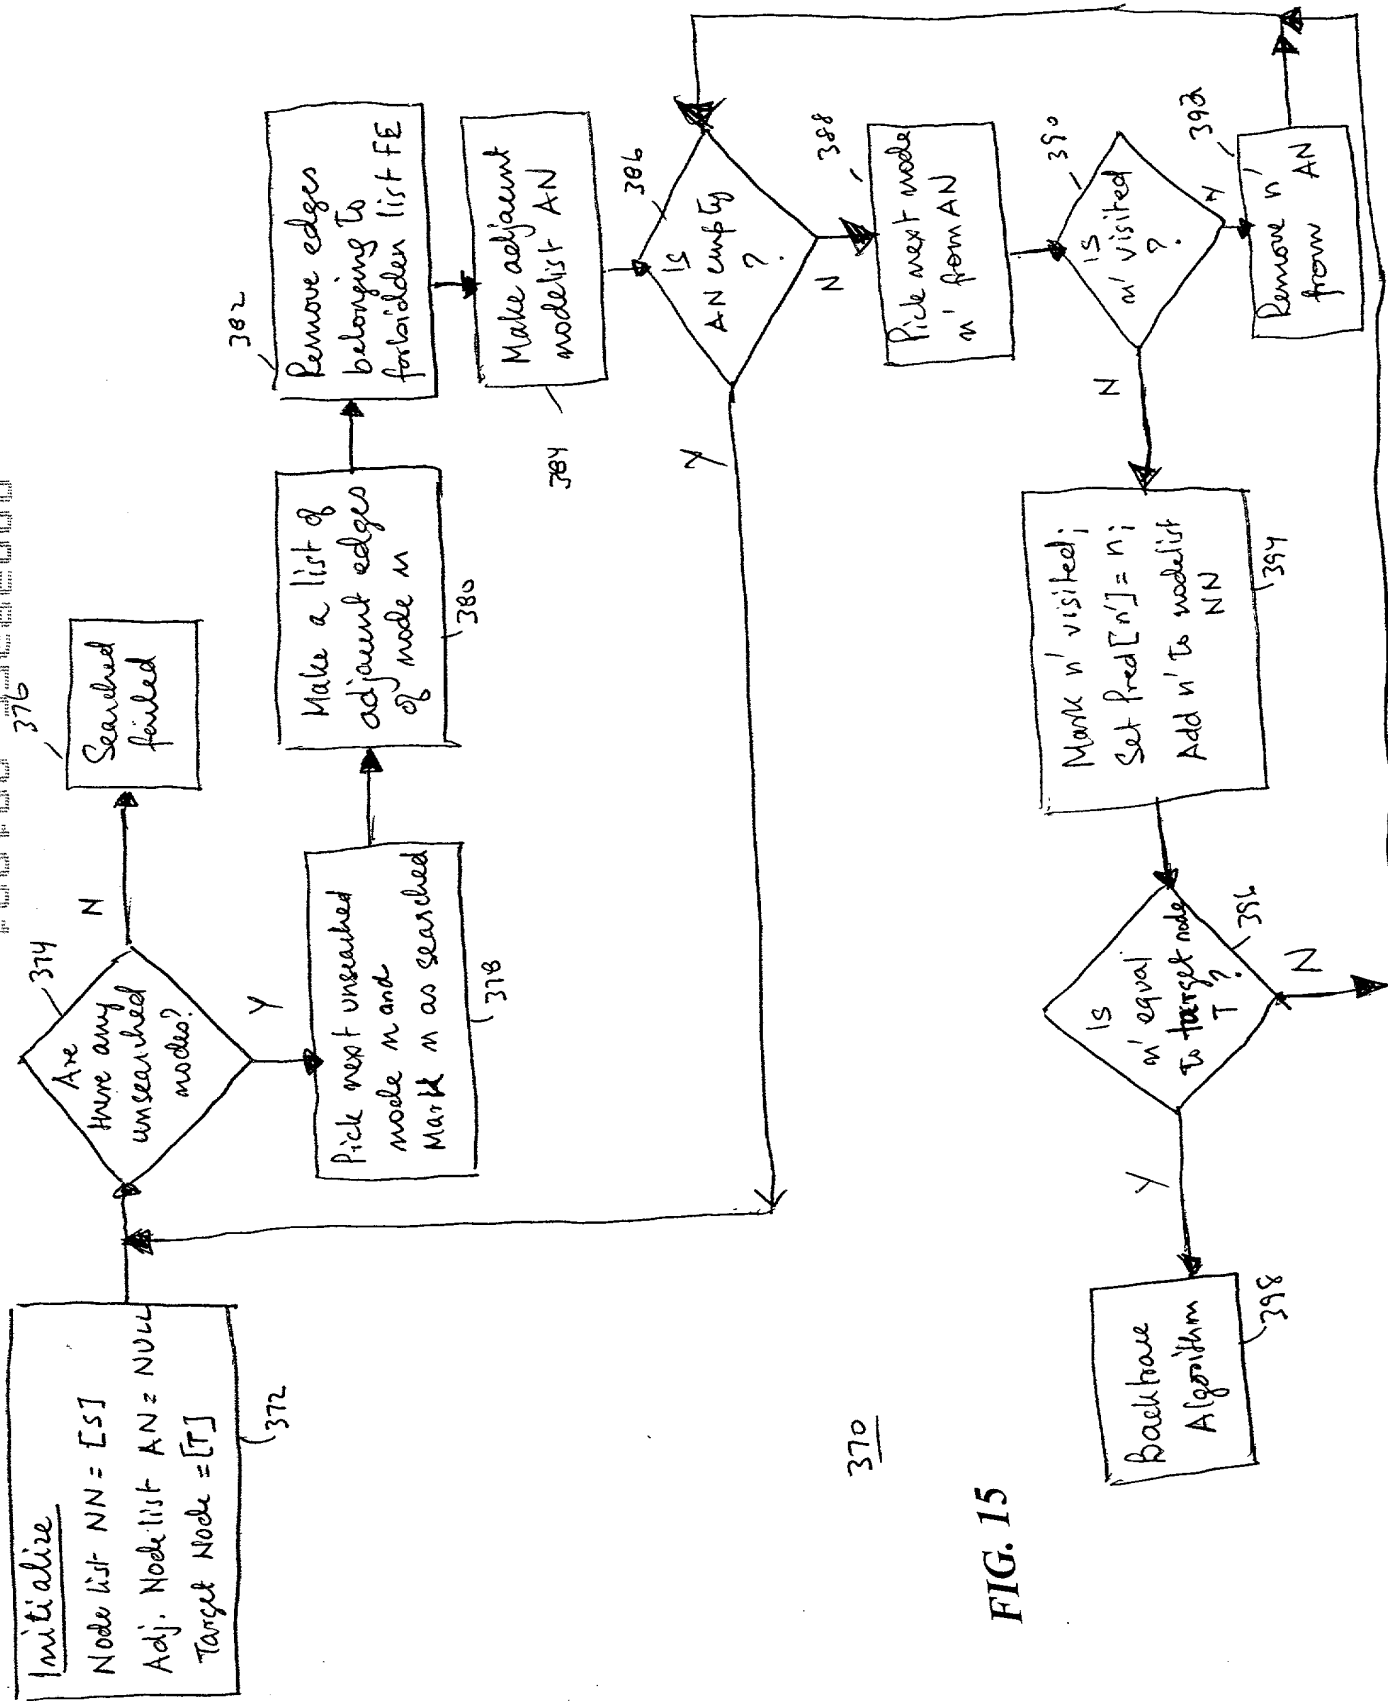 Initialize
Node list NN = [S]
Adj. Node list AN = NULL
Target Node = [T]
372
Are
there any
unsearched
nodes?
374
N
Searched
failed
376
Y
Pick next unseached
node n and
Mark n as searched
378
Make a list of
adjacent edges
of node n
380
Remove edges
belonging to
forbidden list FE
382
Make adjacent
nodelist AN
384
Is
AN empty
?
386
Y
N
Pick next node
n' from AN
388
Is
n' visited
?
390
Y
Remove n'
from AN
392
N
Mark n' visited;
Set Pred[n'] = n;
Add n' to nodelist
NN
394
Is
n' equal
to target node
T ?
396
N
Y
Backtrace
Algorithm
398
370
FIG. 15